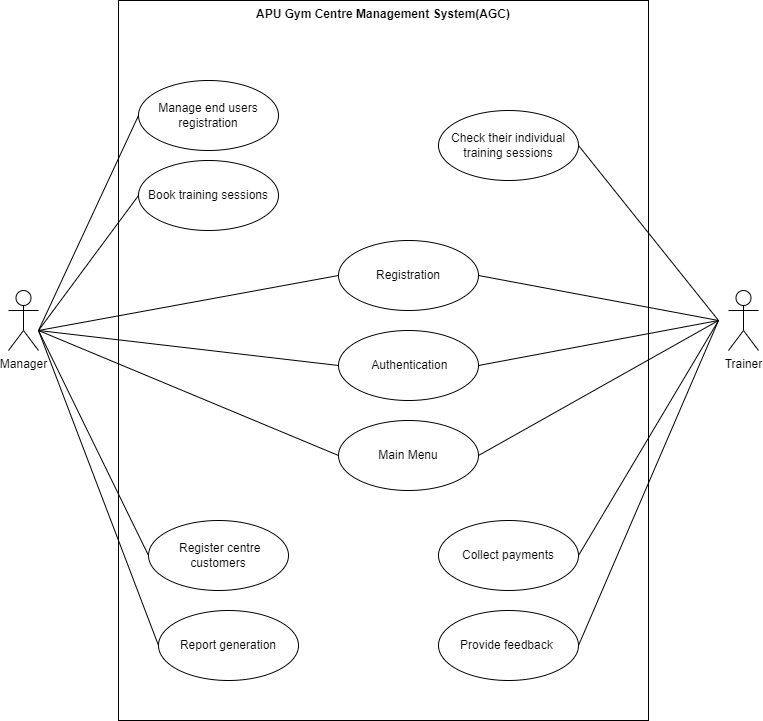 APU Gym Centre Management System(AGC)
Manage end users
registration
Check their individual
training sessions
Book training sessions
Registration
Manager
Trainer
Authentication
Main Menu
Register centre
customers
Collect payments
Report generation
Provide feedback